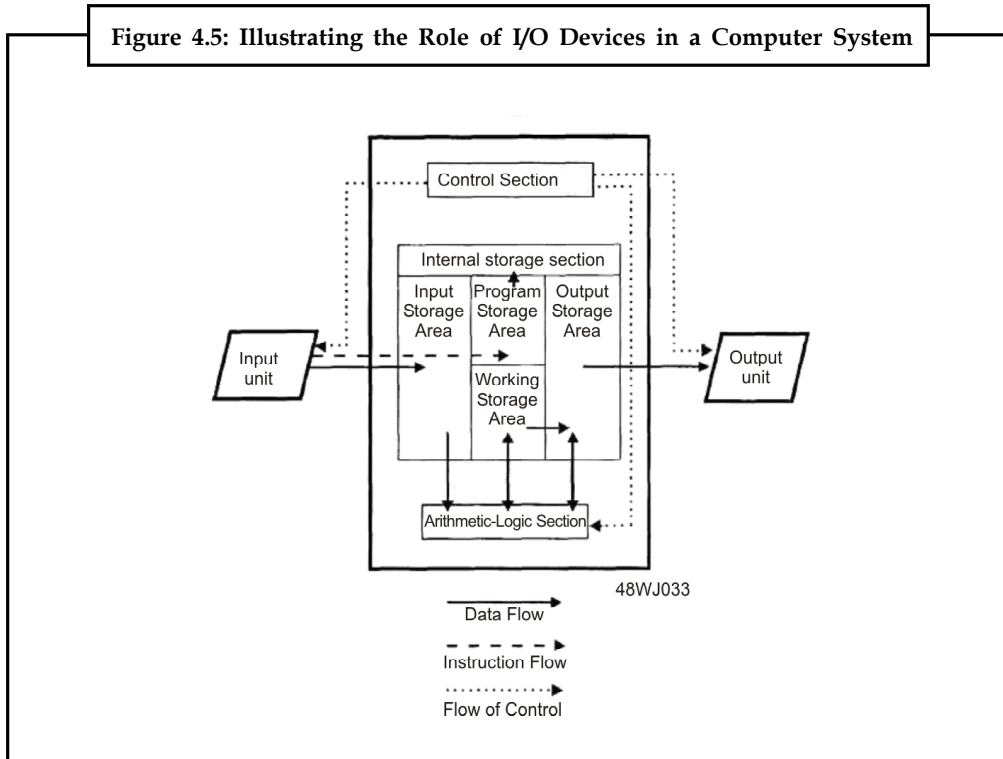 Figure 4.5: Illustrating the Role of I/O Devices in a Computer System
Control Section
Internal storage section
Input
Storage
Area
Program
Storage
Area
Output
Storage
Area
Input
unit
Working
Storage
Area
Output
unit
Arithmetic-Logic Section
48WJ033
Data Flow
Instruction Flow
Flow of Control